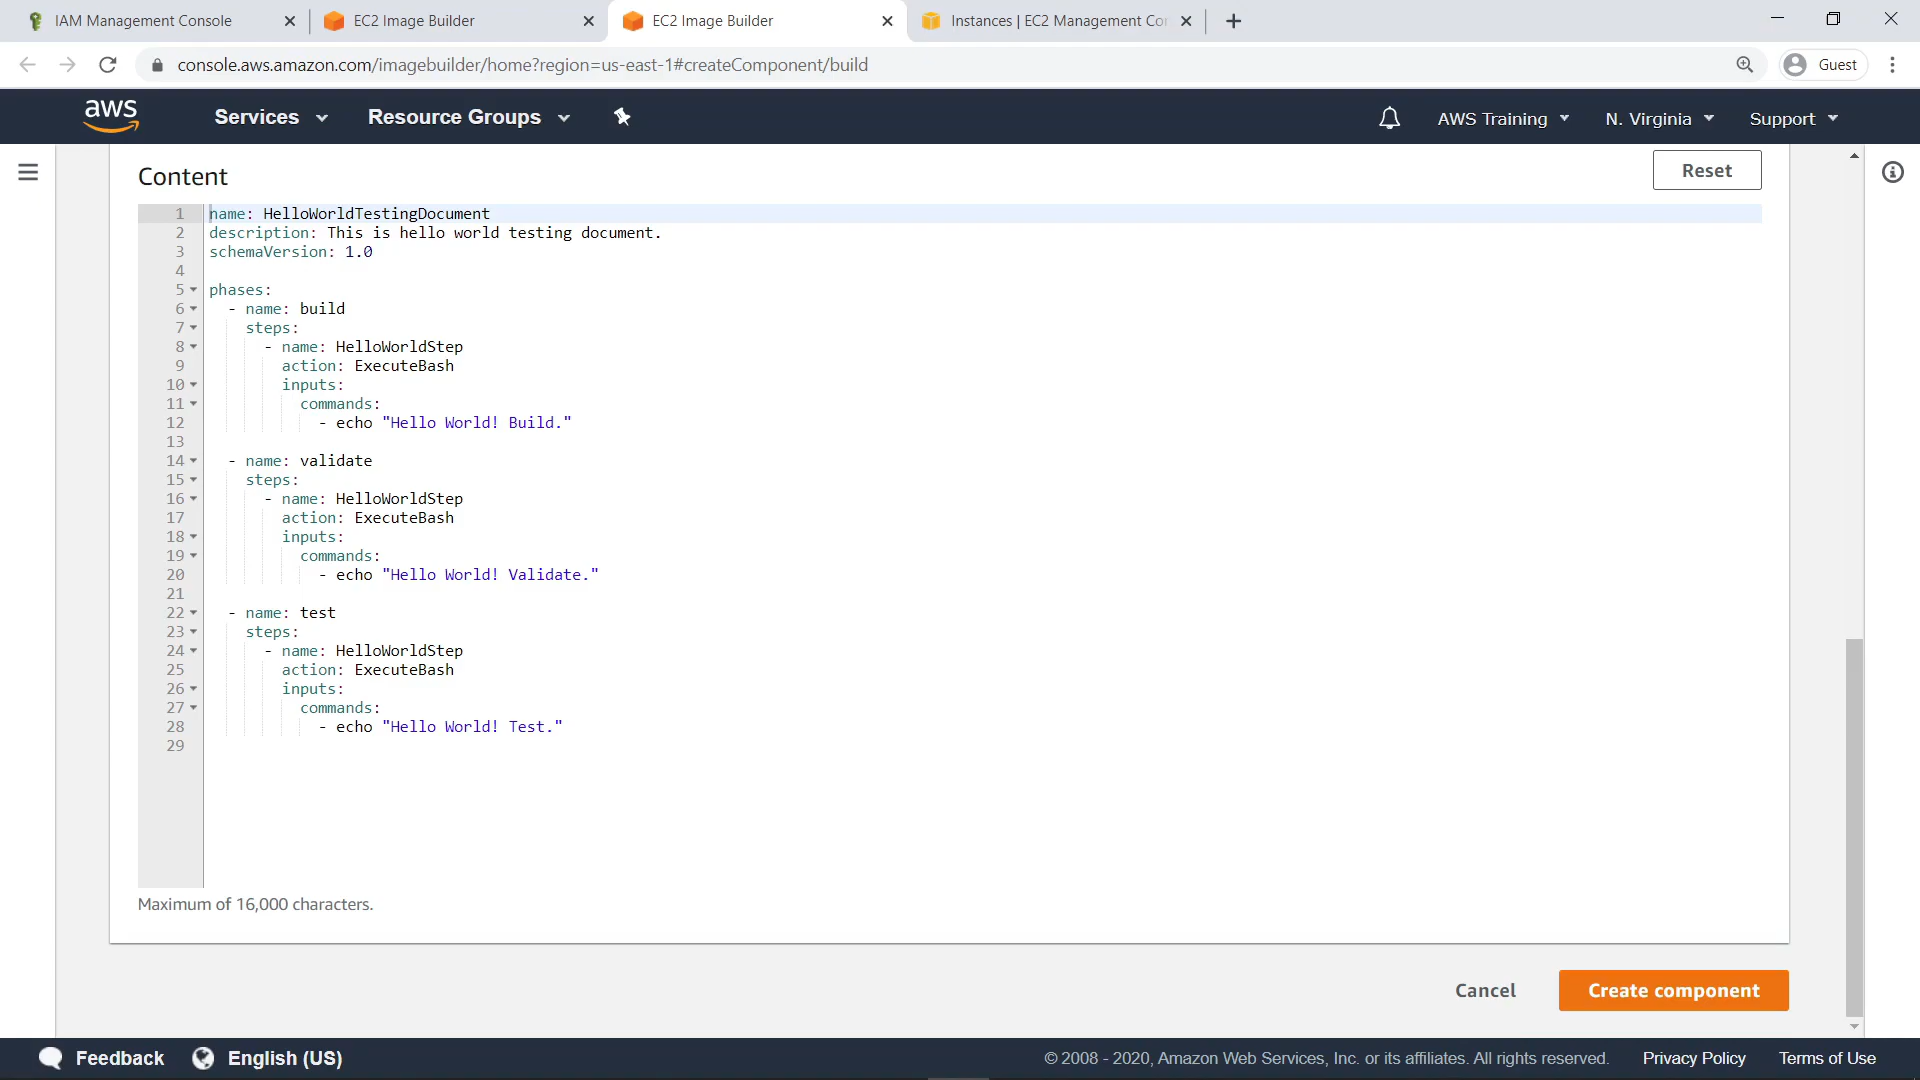 IAM Management Console
EC2 Image Builder
EC2 Image Builder
Instances | EC2 Management Con
console.aws.amazon.com/imagebuilder/home?region=us-east-1#createComponent/build
Guest
aws
Services
Resource Groups
AWS Training
N. Virginia
Support
Content
Reset
1 name: HelloWorldTestingDocument
2 description: This is hello world testing document.
3 schemaVersion: 1.0
4
5 phases:
6 - name: build
7 steps:
8 - name: HelloWorldStep
9 action: ExecuteBash
10 inputs:
11 commands:
12 - echo "Hello World! Build."
13
14 - name: validate
15 steps:
16 - name: HelloWorldStep
17 action: ExecuteBash
18 inputs:
19 commands:
20 - echo "Hello World! Validate."
21
22 - name: test
23 steps:
24 - name: HelloWorldStep
25 action: ExecuteBash
26 inputs:
27 commands:
28 - echo "Hello World! Test."
29
Maximum of 16,000 characters.
Cancel
Create component
Feedback
English (US)
© 2008 - 2020, Amazon Web Services, Inc. or its affiliates. All rights reserved.
Privacy Policy
Terms of Use